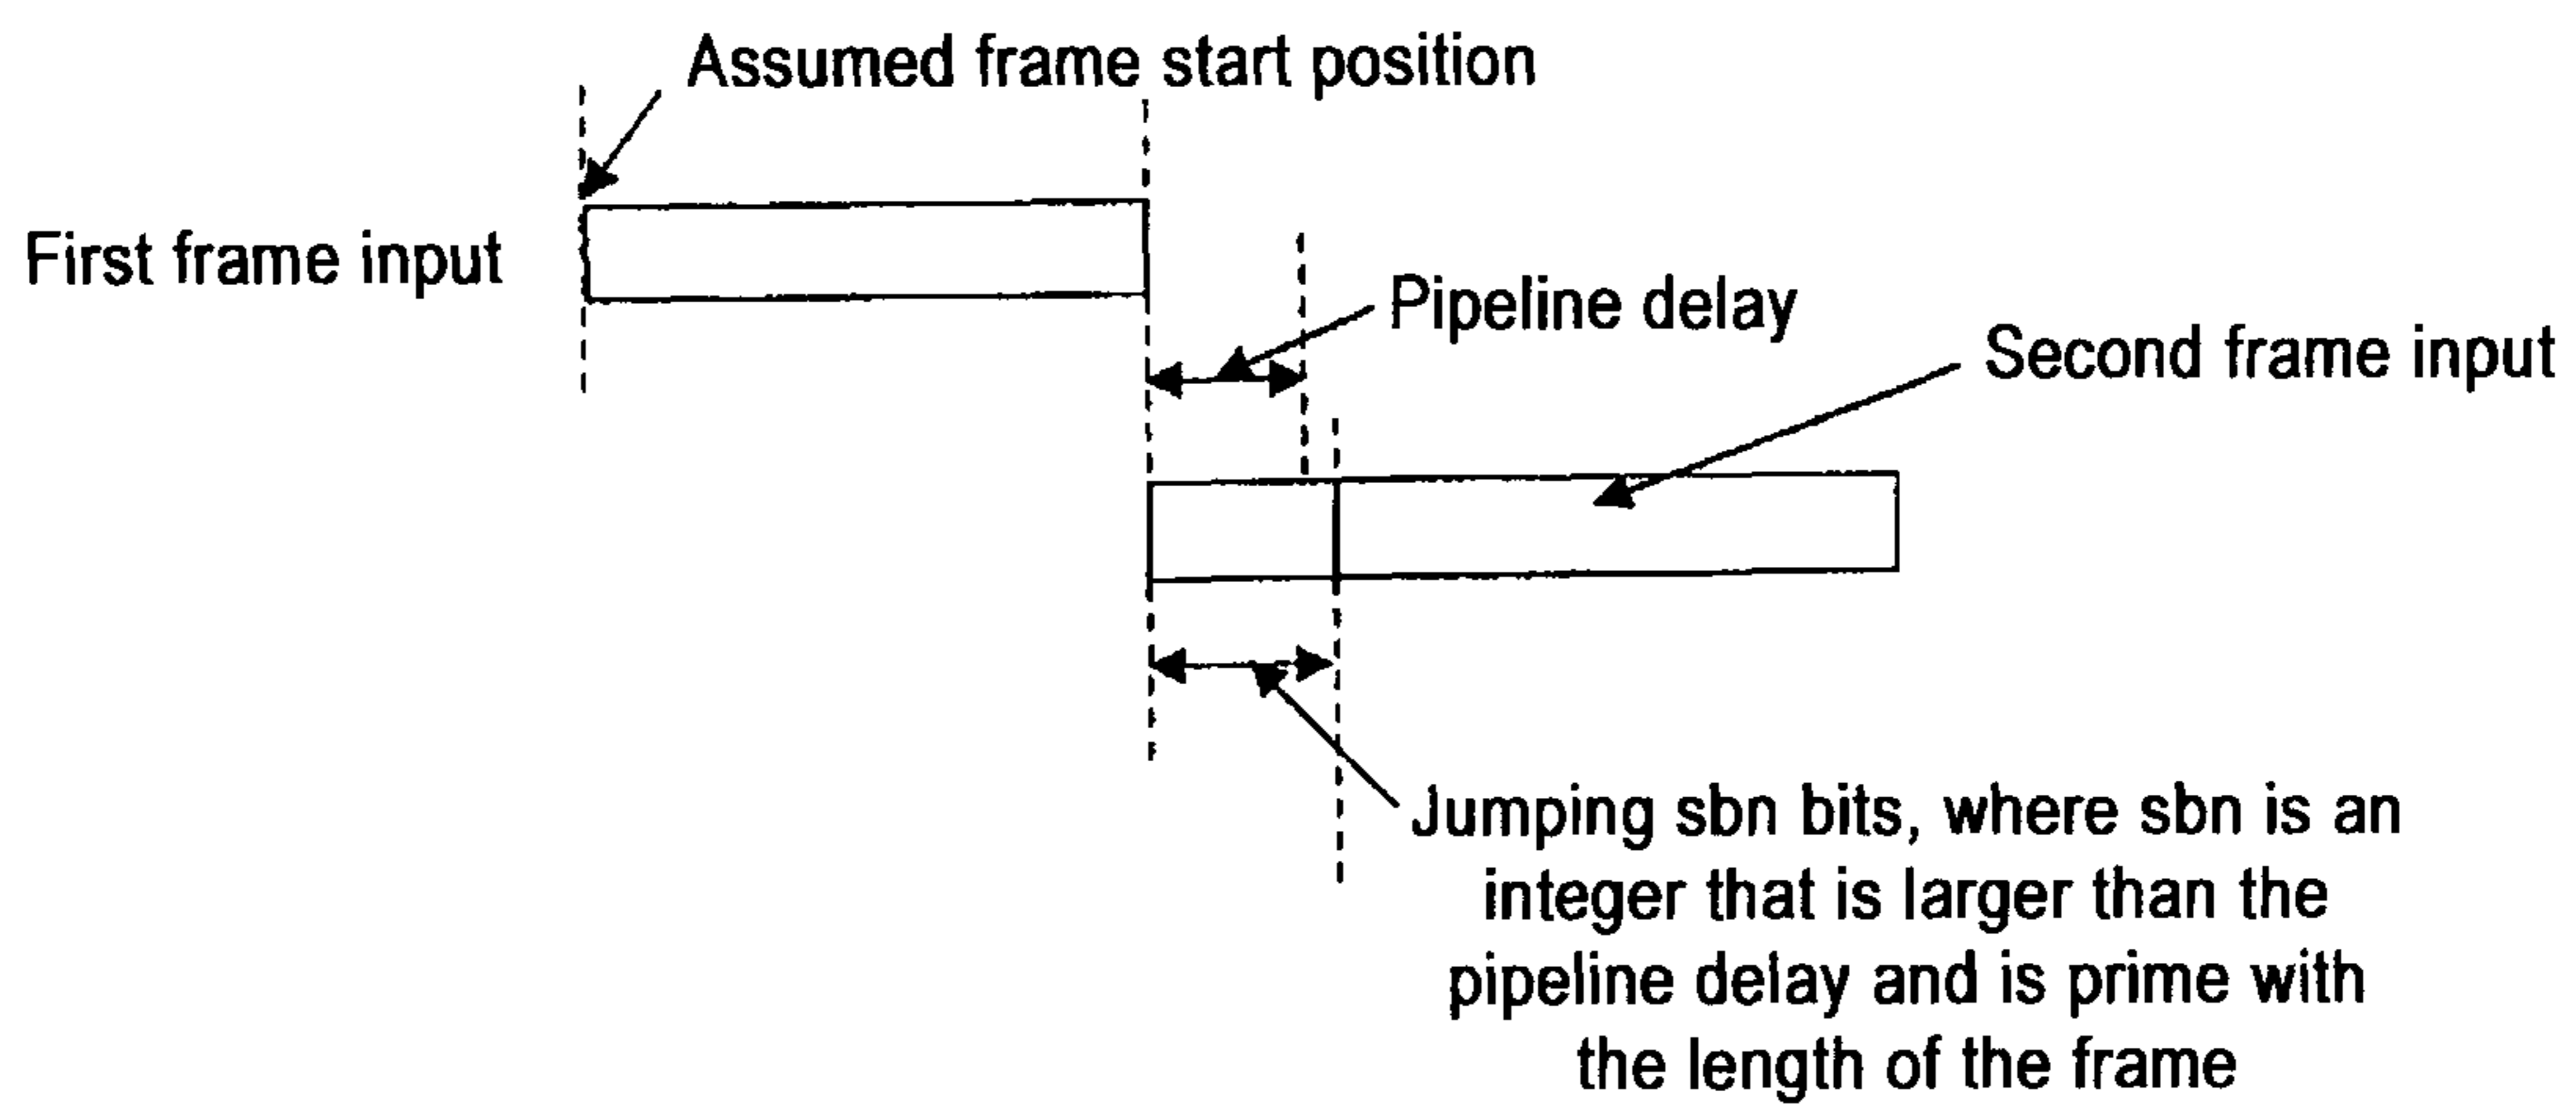 Assumed frame start position
First frame input
Pipeline delay
Second frame input
Jumping sbn bits, where sbn is an
integer that is larger than the
pipeline delay and is prime with
the length of the frame